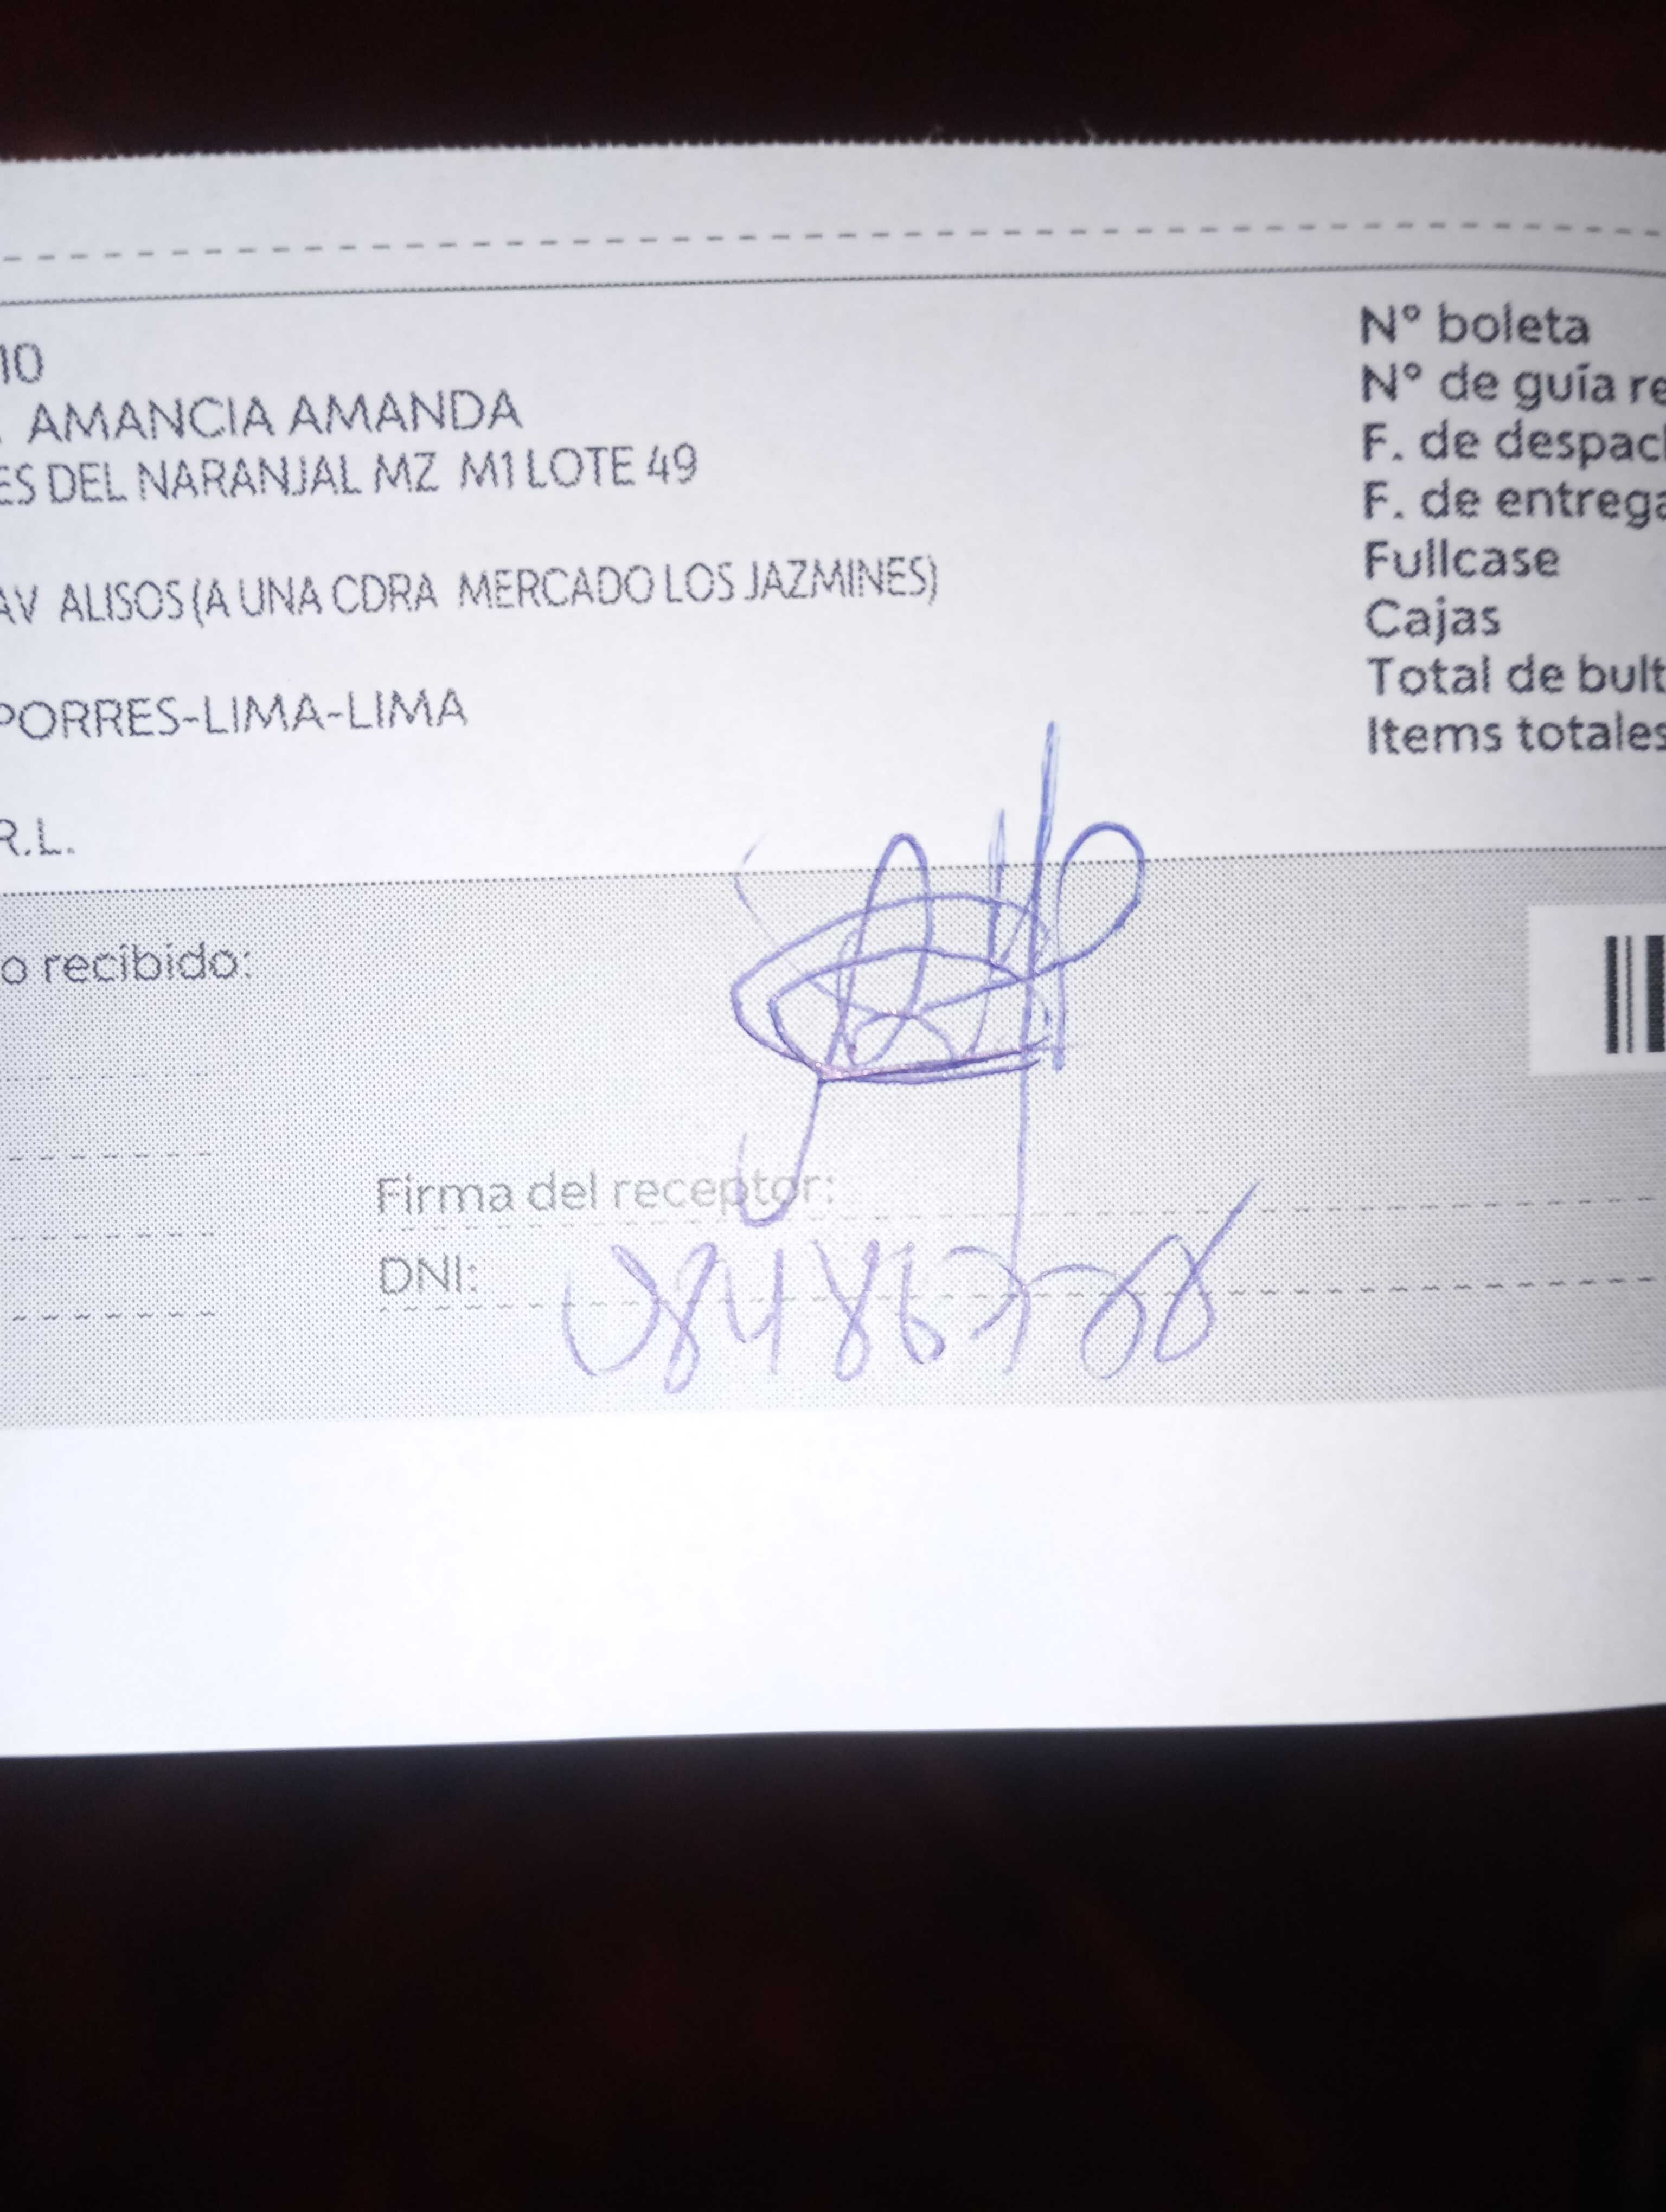 IO
AMANCIA AMANDA
ES DEL NARANJAL MZ M1 LOTE 49
AV ALISOS (A UNA CDRA MERCADO LOS JAZMINES)
PORRES-LIMA-LIMA
R.L.
N° boleta
N° de guía re
F. de despach
F. de entrega
Fullcase
Cajas
Total de bult
Items totales
o recibido:
Firma del receptor:
DNI: